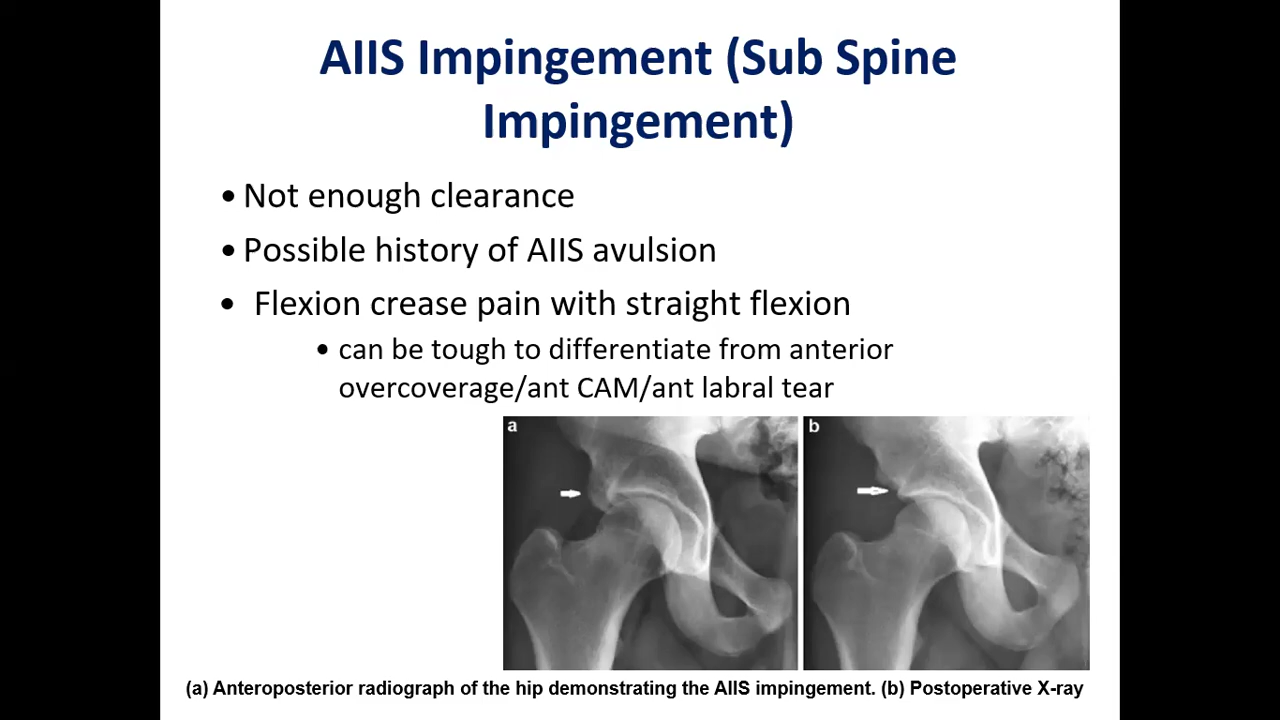 AIIS Impingement (Sub Spine
Impingement)
• Not enough clearance
• Possible history of AIIS avulsion
• Flexion crease pain with straight flexion
• can be tough to differentiate from anterior
overcoverage/ant CAM/ant labral tear
a
b
(a) Anteroposterior radiograph of the hip demonstrating the AIIS impingement. (b) Postoperative X-ray